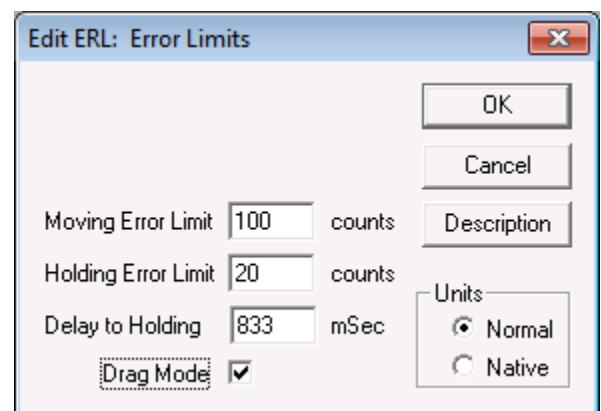 Edit ERL: Error Limits
OK
Cancel
Moving Error Limit 100 counts
Description
Holding Error Limit 20 counts
Units
Delay to Holding 833 mSec
Normal
Drag Mode
Native